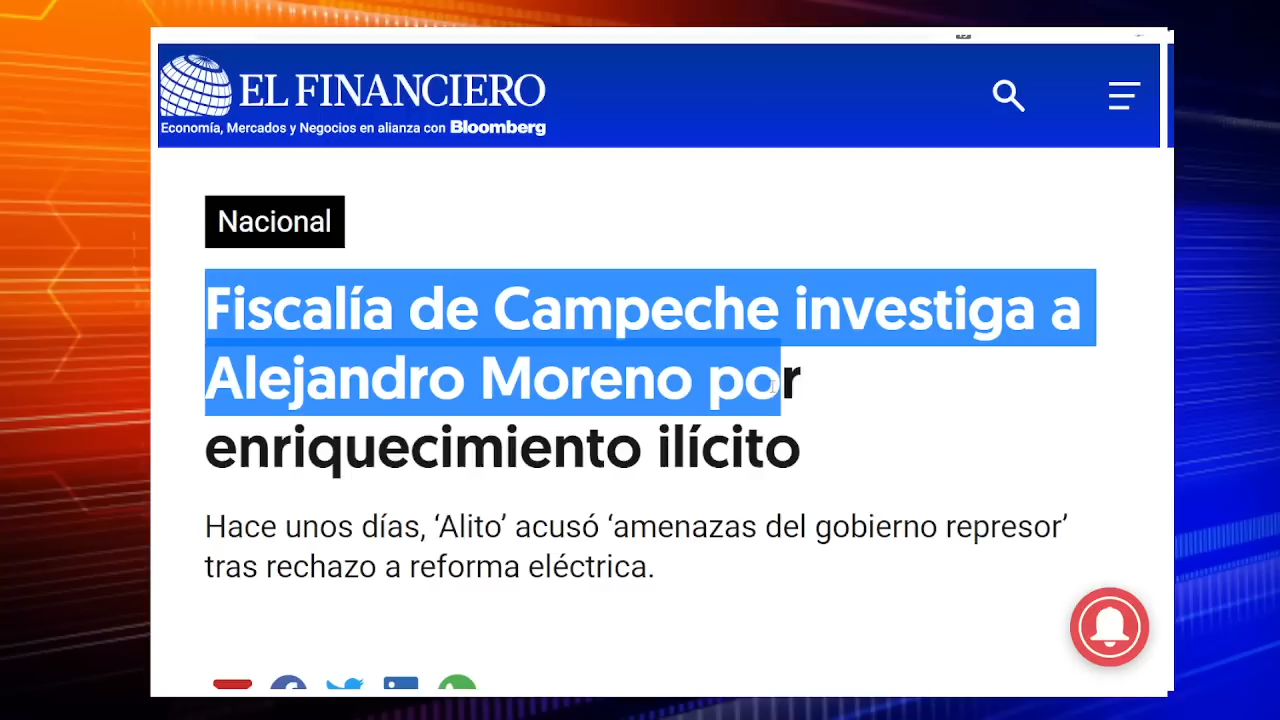 EL FINANCIERO
Economía, Mercados y Negocios en alianza con Bloomberg
Nacional
Fiscalía de Campeche investiga a
Alejandro Moreno por
enriquecimiento ilícito
Hace unos días, ‘Alito’ acusó ‘amenazas del gobierno represor’
tras rechazo a reforma eléctrica.